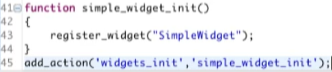 41 function simple_widget_init()
42 {
43 register_widget("SimpleWidget");
44 }
45 add_action('widgets_init','simple_widget_init');